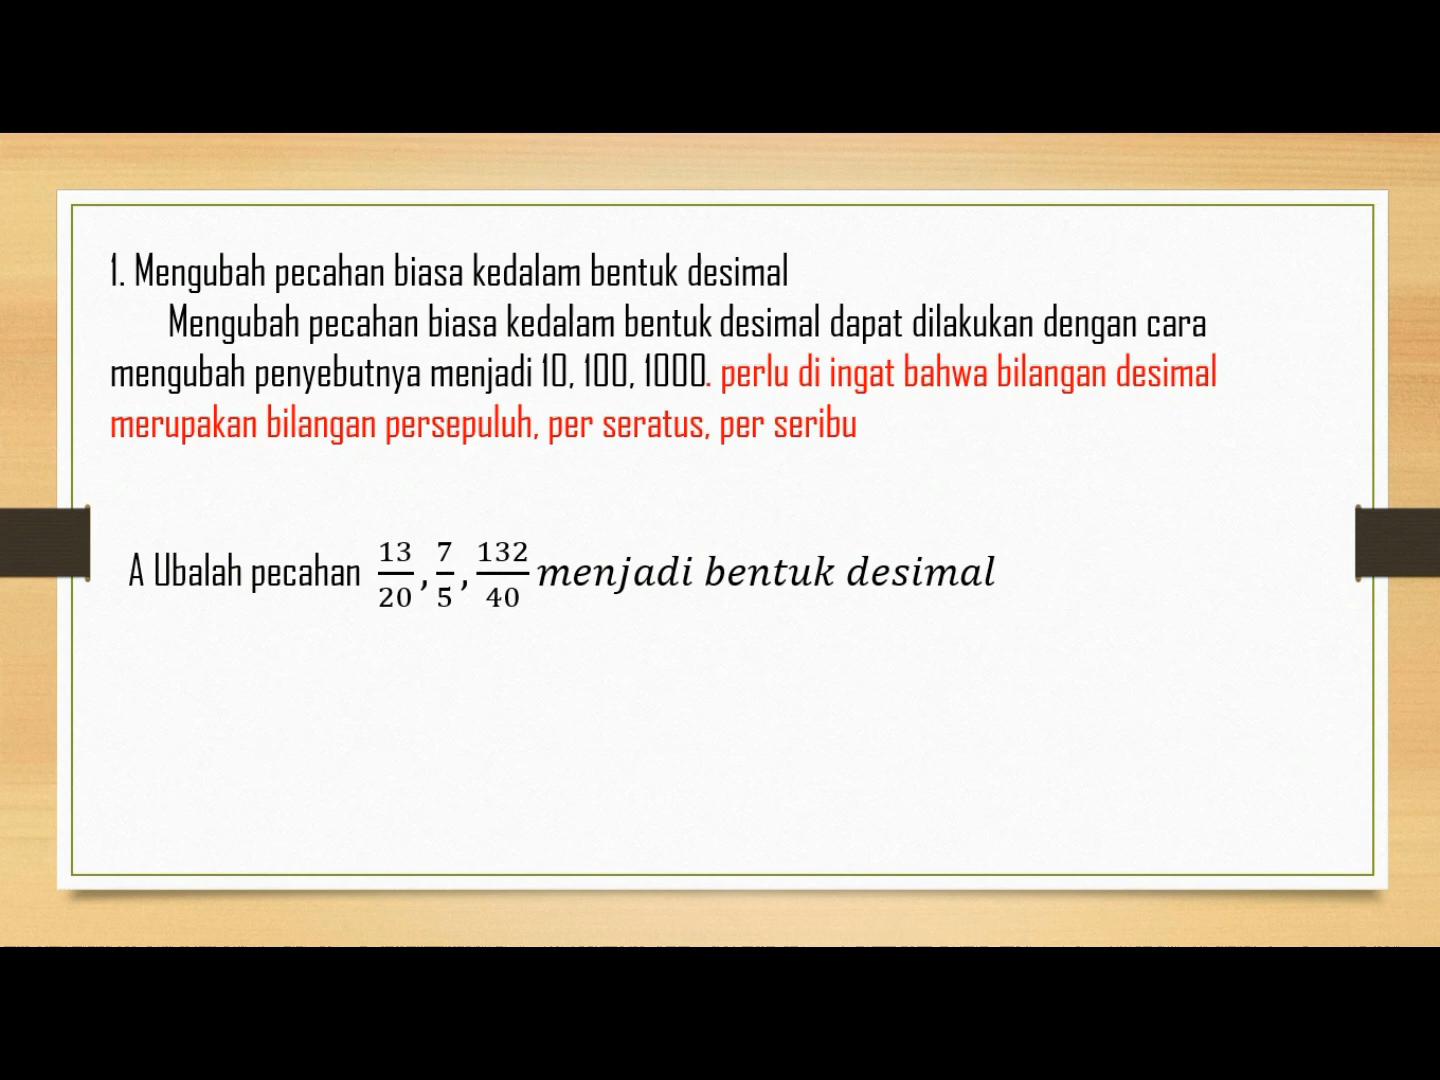 1. Mengubah pecahan biasa kedalam bentuk desimal
Mengubah pecahan biasa kedalam bentuk desimal dapat dilakukan dengan cara
mengubah penyebutnya menjadi 10, 100, 1000. perlu di ingat bahwa bilangan desimal
merupakan bilangan persepuluh, per seratus, per seribu
A Ubalah pecahan 13/20, 7/5, 132/40 menjadi bentuk desimal